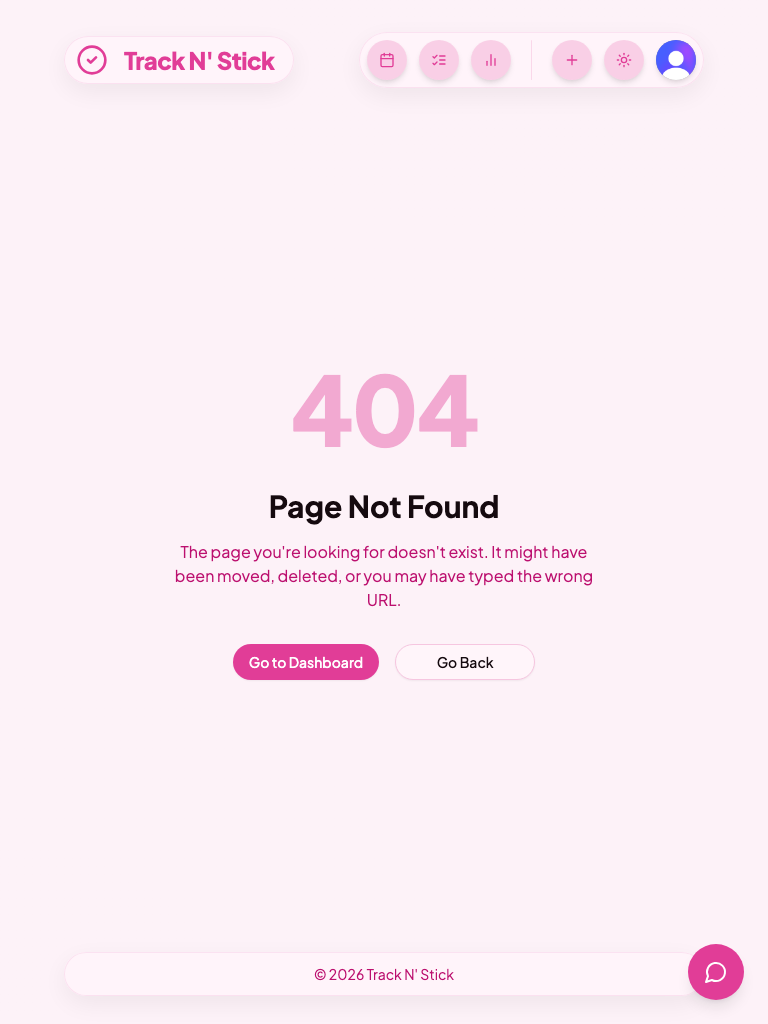 Track N' Stick
404
Page Not Found
The page you're looking for doesn't exist. It might have
been moved, deleted, or you may have typed the wrong
URL.
Go to Dashboard
Go Back
© 2026 Track N' Stick